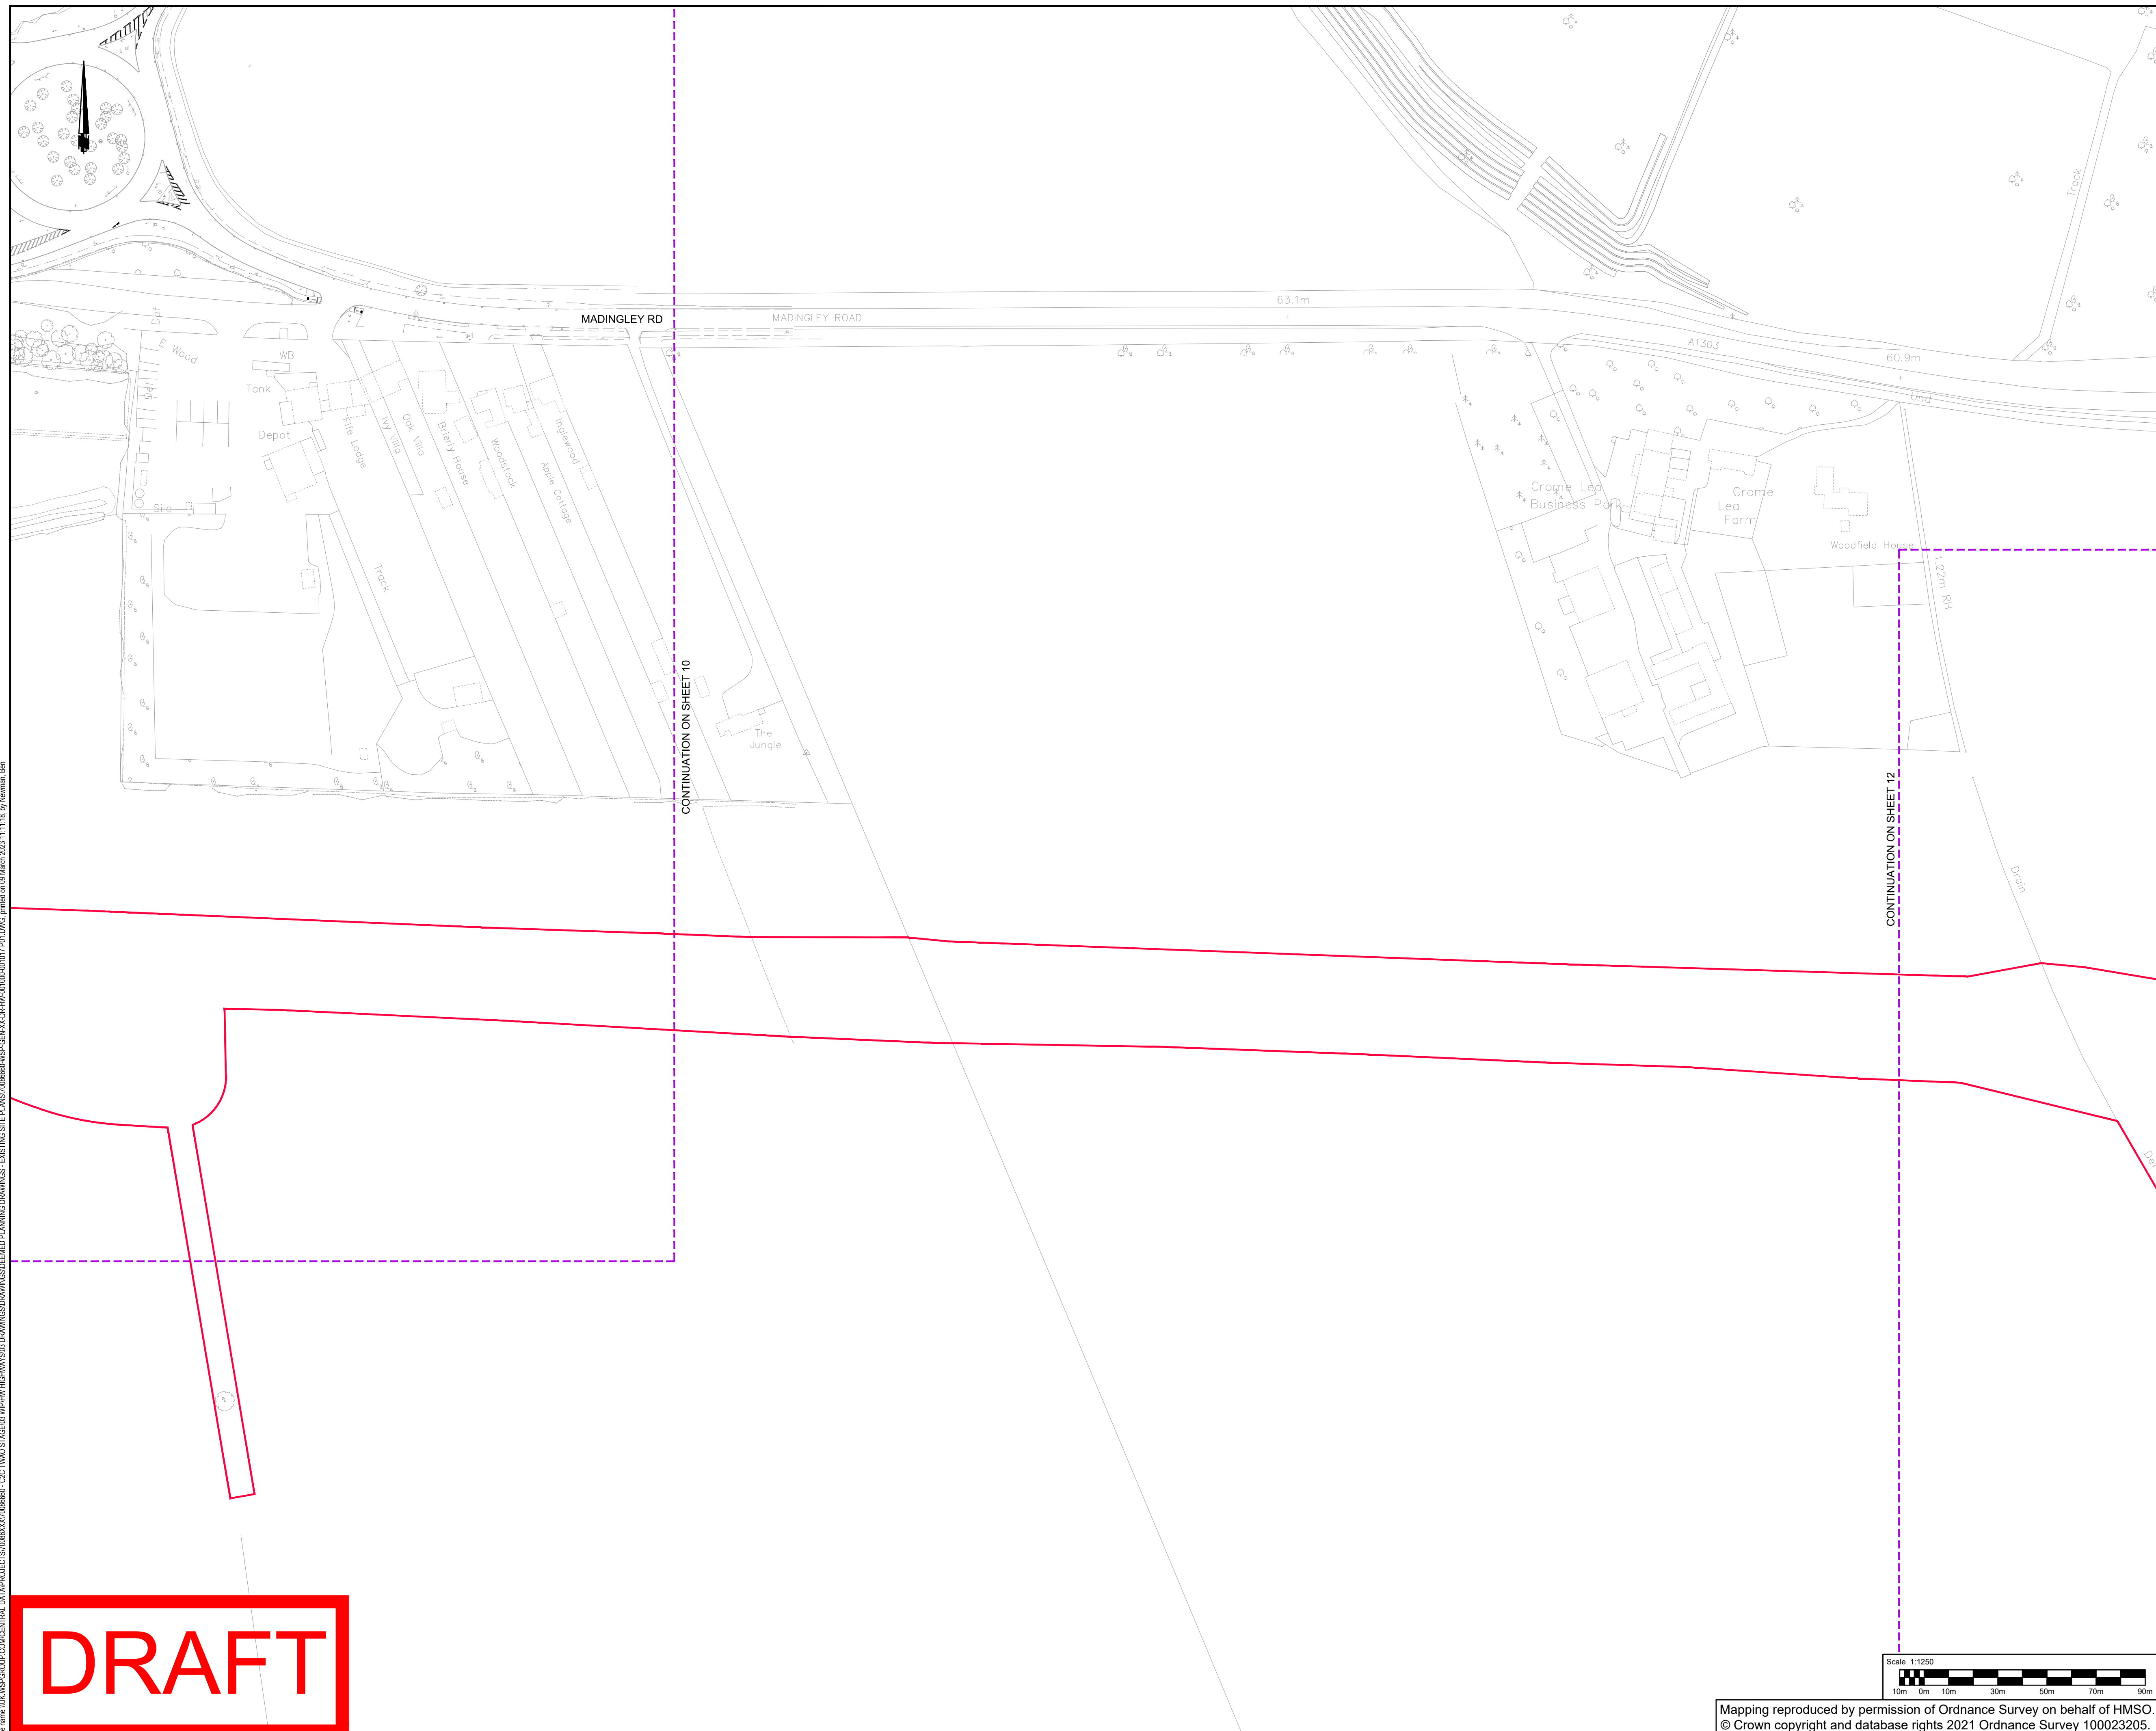 MADINGLEY RD
MADINGLEY ROAD
63.1m
A1303
60.9m
Und
Track
E Wood
WB
Tank
Depot
Silo
Fife Lodge
Ivy Villa
Oak Villa
Brierly House
Woodstock
Apple Cottage
Inglewood
Track
The
Jungle
CONTINUATION ON SHEET 10
Crome Lea
Business Park
Crome
Lea
Farm
Woodfield House
1.22m RH
CONTINUATION ON SHEET 12
Drain
DRAFT
Scale 1:1250
10m 0m 10m 30m 50m 70m 90m
Mapping reproduced by permission of Ordnance Survey on behalf of HMSO.
© Crown copyright and database rights 2021 Ordnance Survey 100023205.